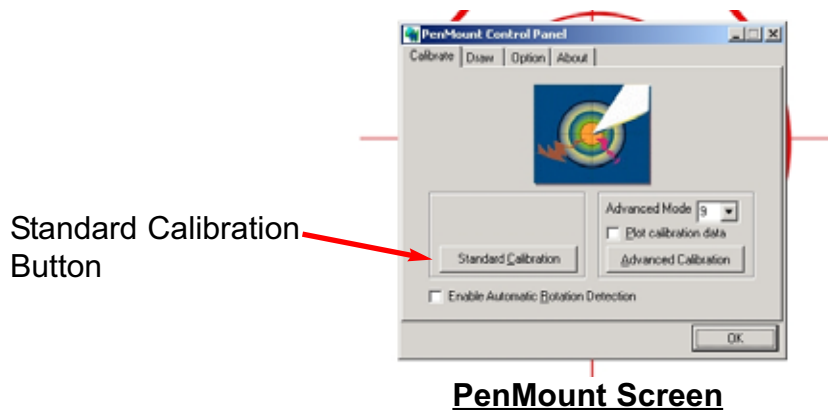 PenMount Control Panel
Calibrate Draw Option About
Advanced Mode 9
Plot calibration data
Standard Calibration Advanced Calibration
Enable Automatic Rotation Detection
OK
Standard Calibration
Button
PenMount Screen